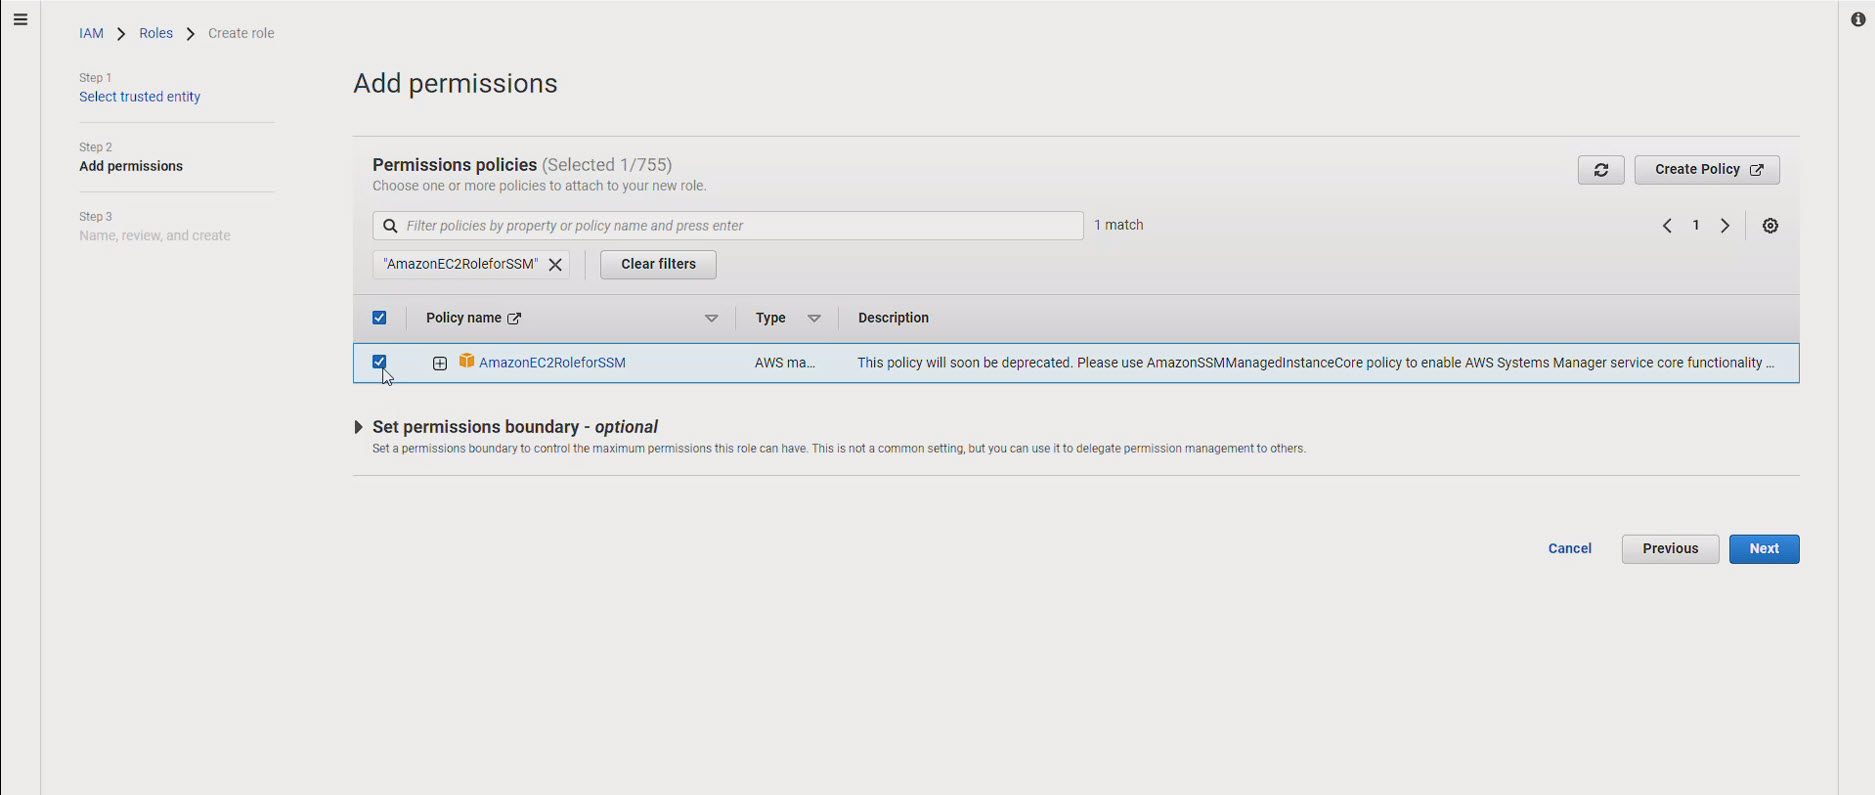 IAM > Roles > Create role
Step 1
Select trusted entity
Step 2
Add permissions
Step 3
Name, review, and create
Add permissions
Permissions policies (Selected 1/755)
Choose one or more policies to attach to your new role.
Create Policy
Filter policies by property or policy name and press enter
1 match
1
"AmazonEC2RoleforSSM"
Clear filters
Policy name Type Description
AmazonEC2RoleforSSM AWS ma... This policy will soon be deprecated. Please use AmazonSSMManagedInstanceCore policy to enable AWS Systems Manager service core functionality ...
Set permissions boundary - optional
Set a permissions boundary to control the maximum permissions this role can have. This is not a common setting, but you can use it to delegate permission management to others.
Cancel Previous Next